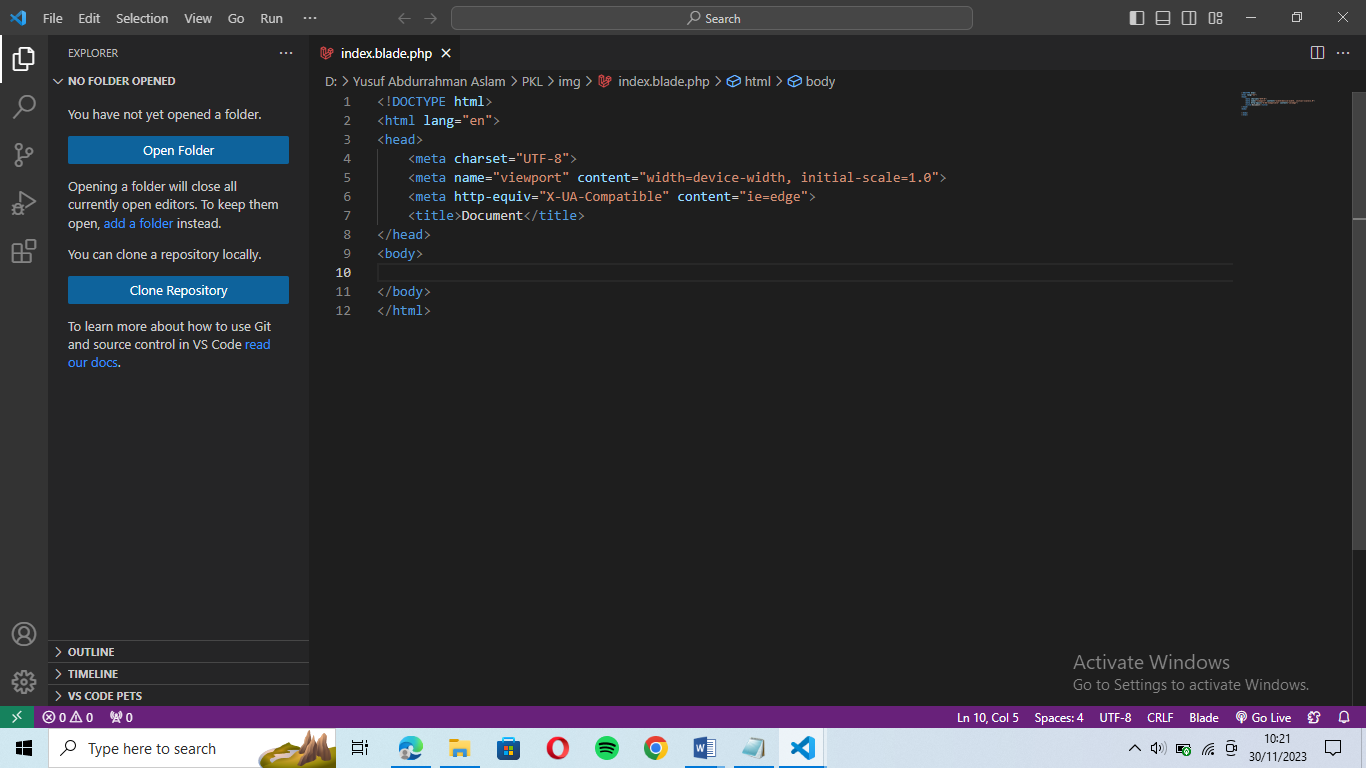 File Edit Selection View Go Run ···
Search
EXPLORER
NO FOLDER OPENED
You have not yet opened a folder.
Open Folder
Opening a folder will close all
currently open editors. To keep them
open, add a folder instead.
You can clone a repository locally.
Clone Repository
To learn more about how to use Git
and source control in VS Code read
our docs.
OUTLINE
TIMELINE
VS CODE PETS
index.blade.php
D: > Yusuf Abdurrahman Aslam > PKL > img > index.blade.php > html > body
1 <!DOCTYPE html>
2 <html lang="en">
3 <head>
4 <meta charset="UTF-8">
5 <meta name="viewport" content="width=device-width, initial-scale=1.0">
6 <meta http-equiv="X-UA-Compatible" content="ie=edge">
7 <title>Document</title>
8 </head>
9 <body>
10
11 </body>
12 </html>
Activate Windows
Go to Settings to activate Windows.
0 0 0 Ln 10, Col 5 Spaces: 4 UTF-8 CRLF Blade Go Live
Type here to search
10:21
30/11/2023